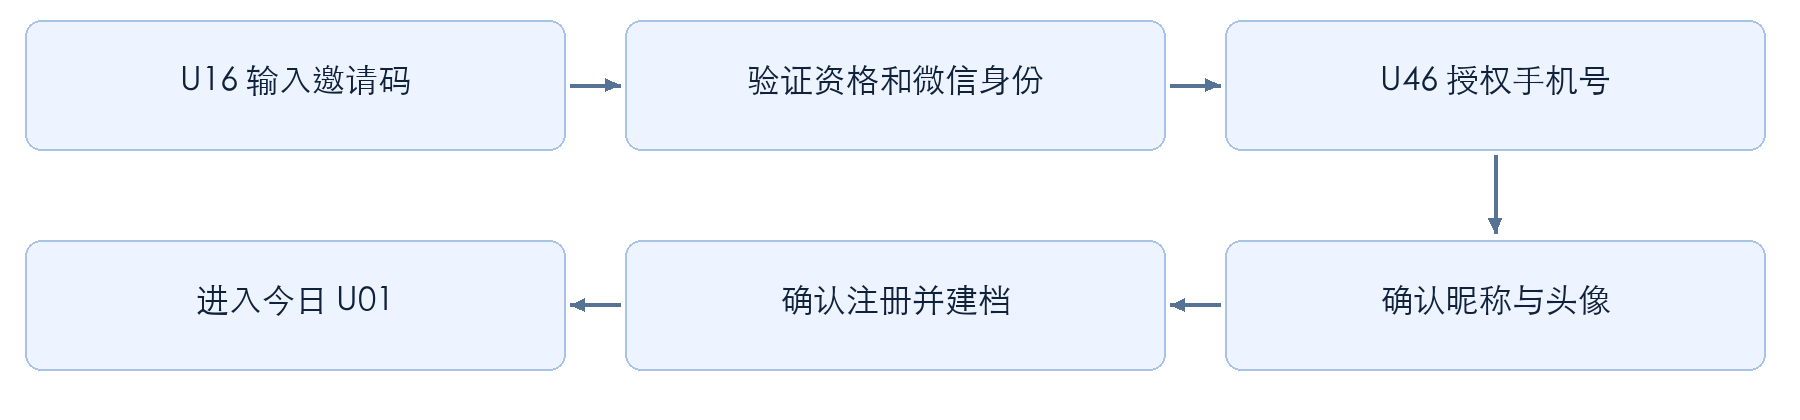 U16 输入邀请码
验证资格和微信身份
U46 授权手机号
确认昵称与头像
确认注册并建档
进入今日 U01